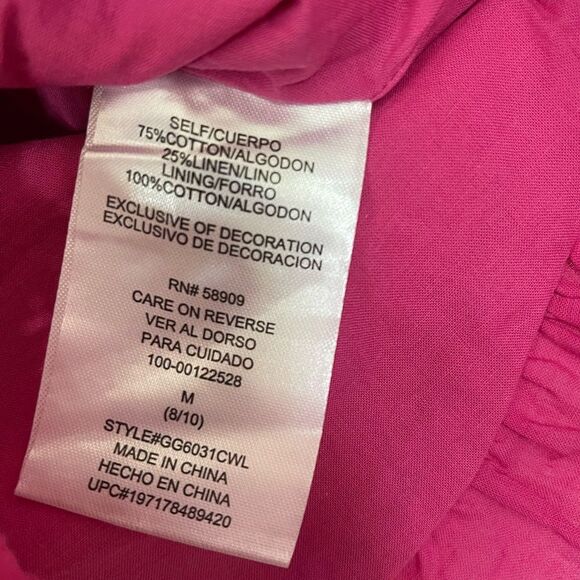 SELF/CUERPO
75%COTTON/ALGODON
25%LINEN/LINO
LINING/FORRO
100%COTTON/ALGODON
EXCLUSIVE OF DECORATION
EXCLUSIVO DE DECORACION
RN# 58909
CARE ON REVERSE
VER AL DORSO
PARA CUIDADO
100-00122528
M
(8/10)
STYLE#GG6031CWL
MADE IN CHINA
HECHO EN CHINA
UPC#197178489420